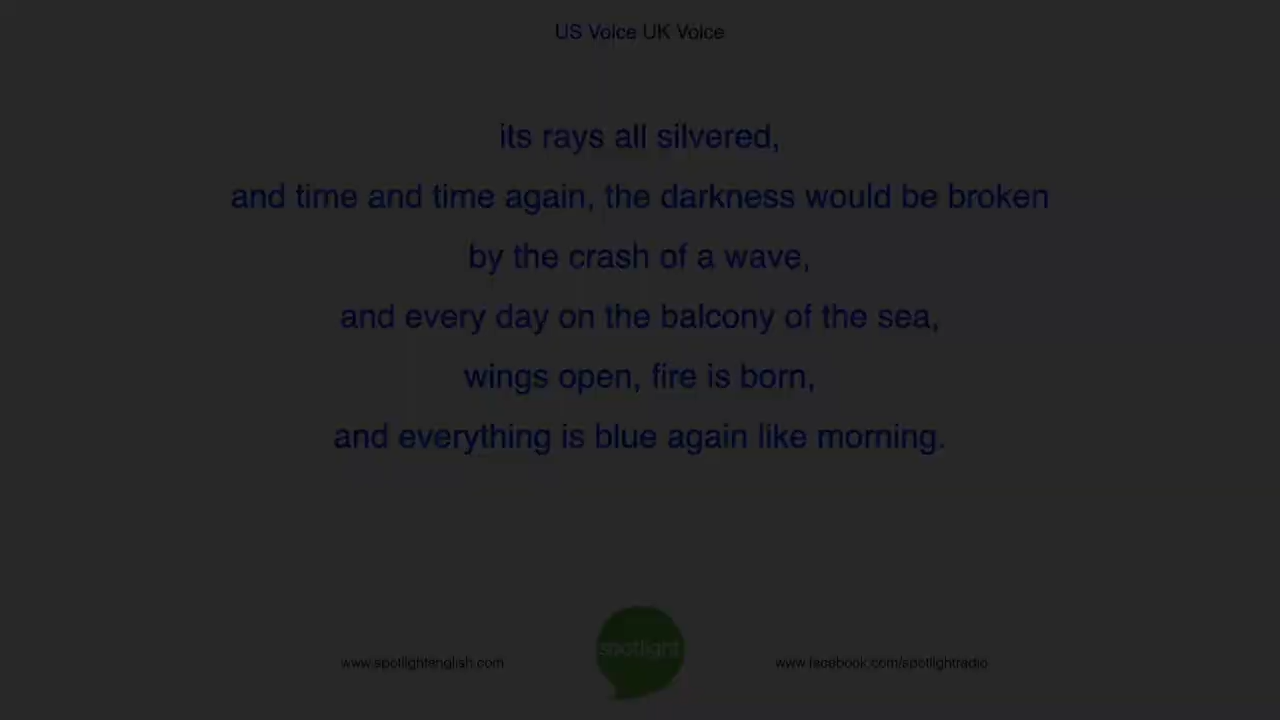 US Voice UK Voice
its rays all silvered,
and time and time again, the darkness would be broken
by the crash of a wave,
and every day on the balcony of the sea,
wings open, fire is born,
and everything is blue again like morning.
spotlight
www.spotlightenglish.com
www.facebook.com/spotlightradio